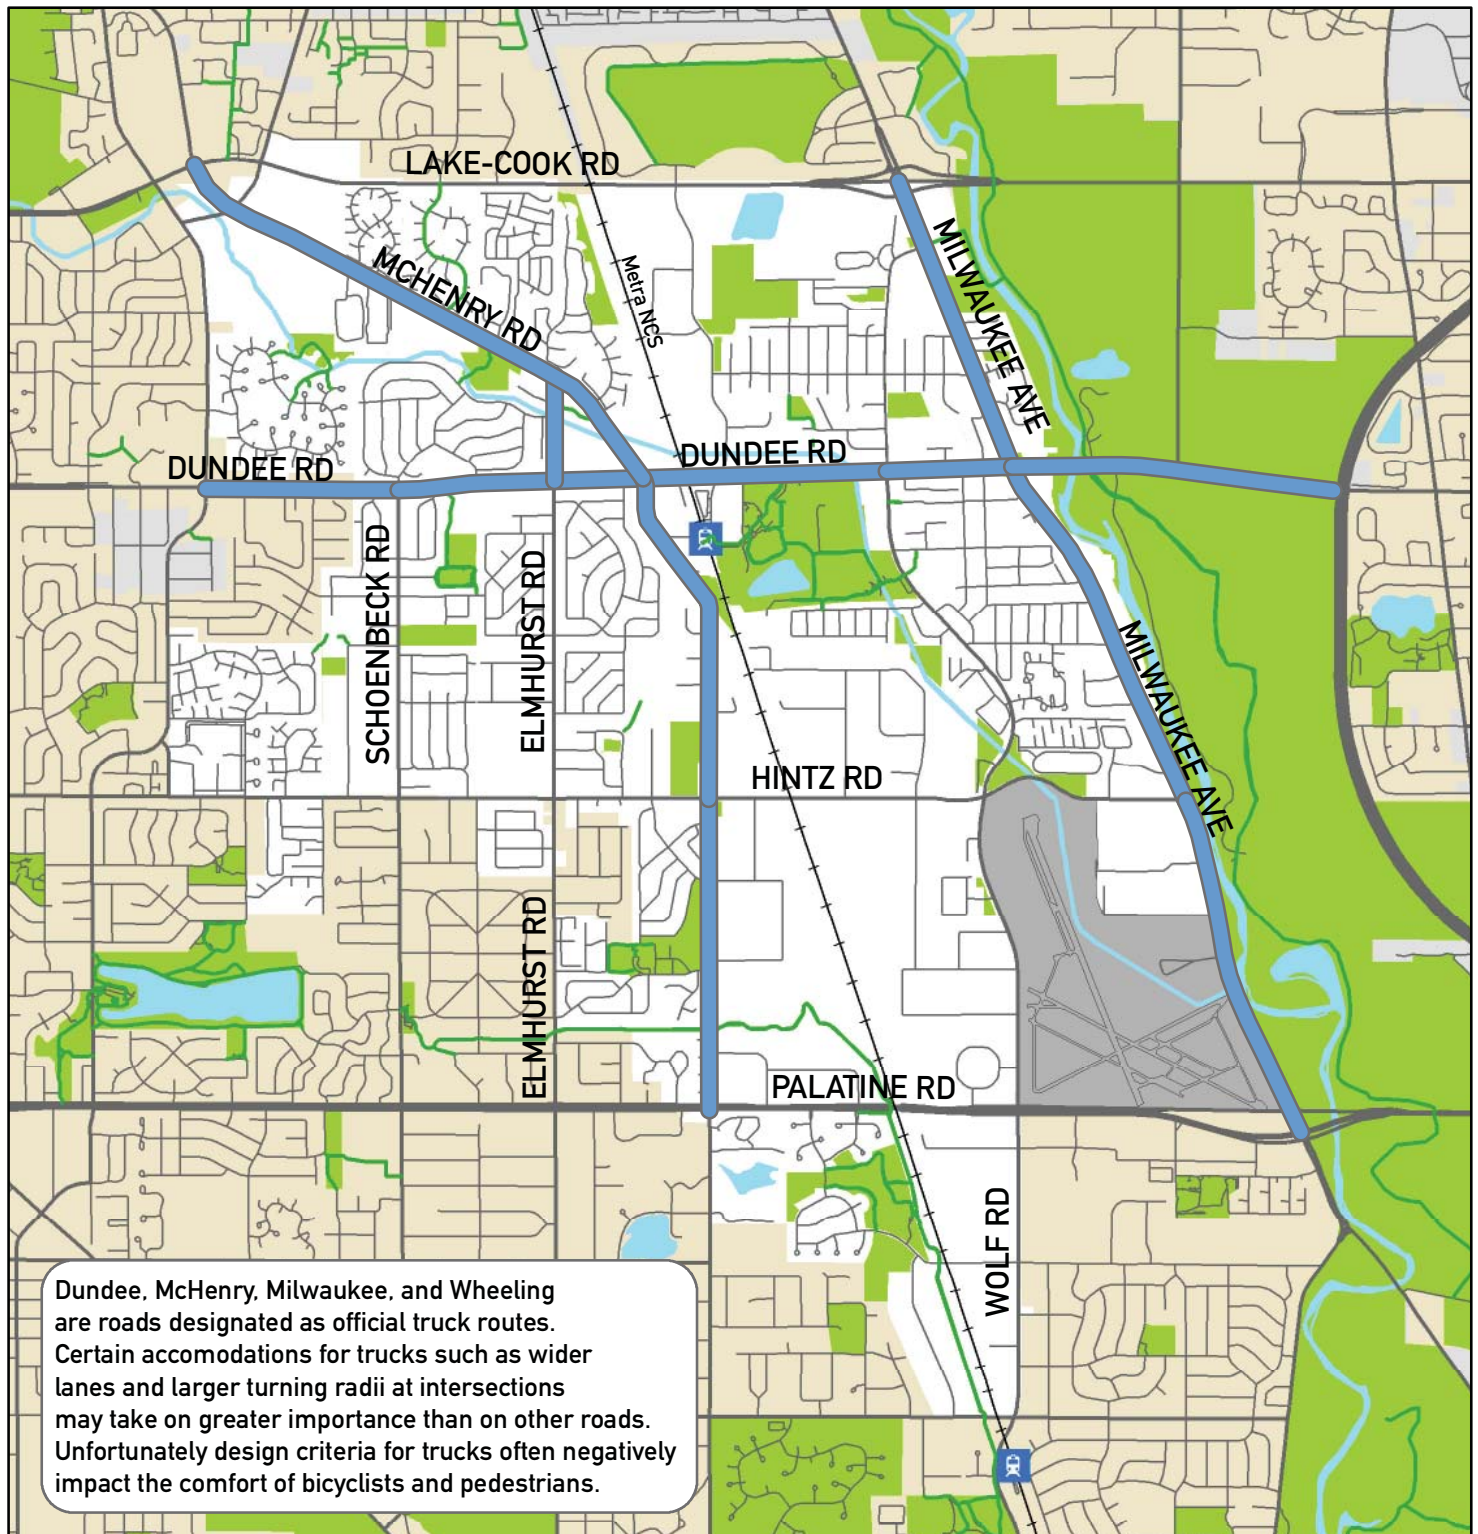 LAKE-COOK RD
MCHENRY RD
Metra NCS
MILWAUKEE AVE
DUNDEE RD
DUNDEE RD
SCHOENBECK RD
ELMHURST RD
MILWAUKEE AVE
HINTZ RD
ELMHURST RD
PALATINE RD
WOLF RD
Dundee, McHenry, Milwaukee, and Wheeling
are roads designated as official truck routes.
Certain accomodations for trucks such as wider
lanes and larger turning radii at intersections
may take on greater importance than on other roads.
Unfortunately design criteria for trucks often negatively
impact the comfort of bicyclists and pedestrians.